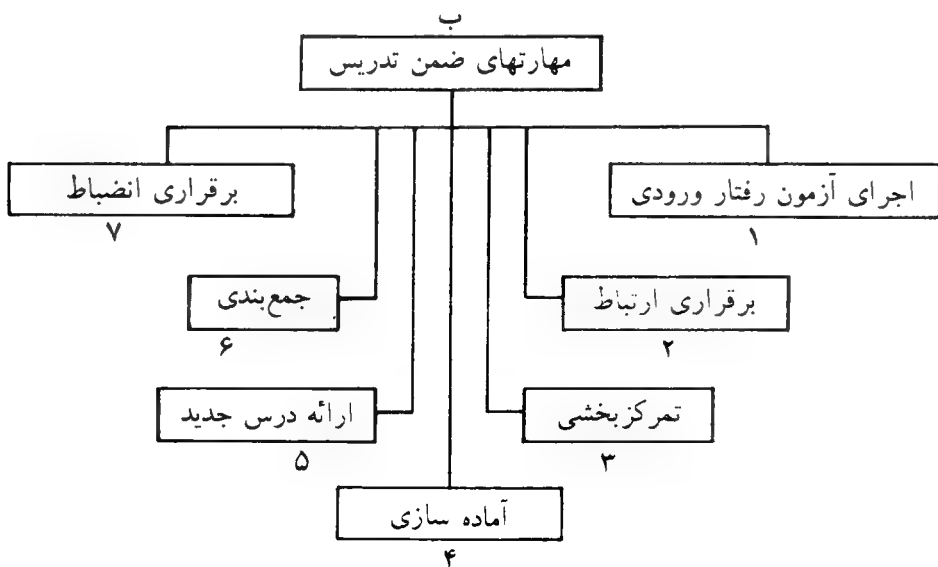 ب
مهارتهای ضمن تدریس
اجرای آزمون رفتار ورودی
۱
برقراری ارتباط
۲
تمرکزبخشی
۳
آماده سازی
۴
ارائه درس جدید
۵
جمع‌بندی
۶
برقراری انضباط
۷